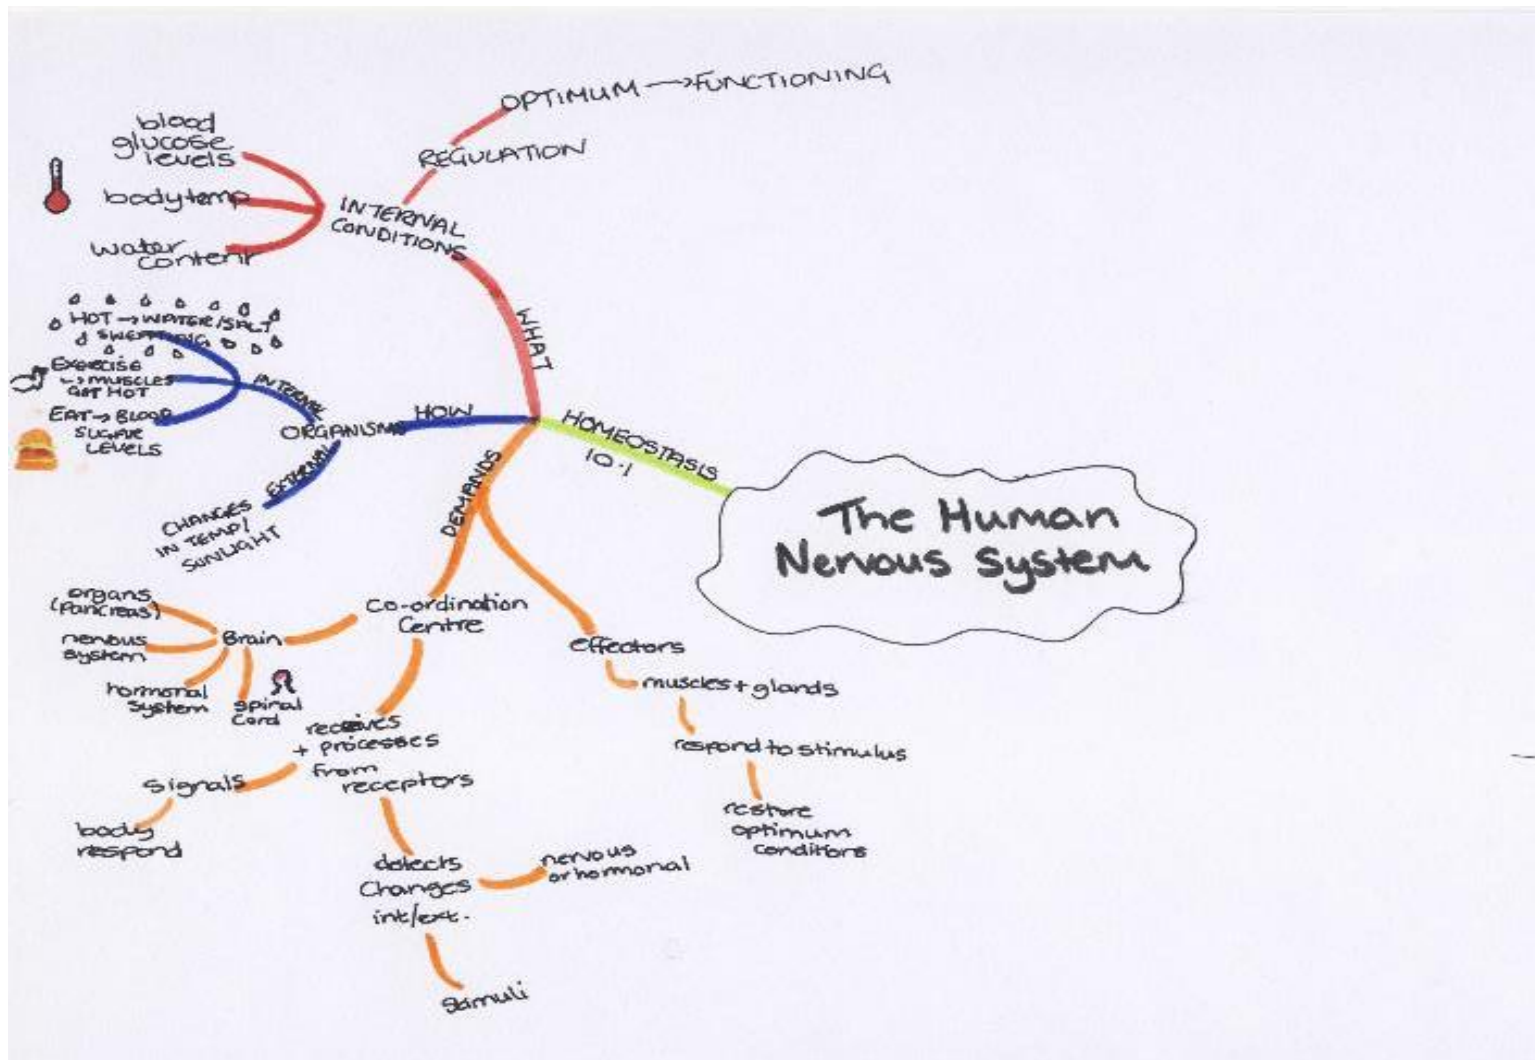 The Human
Nervous System
HOMEOSTASIS
10.1
WHAT
INTERNAL
CONDITIONS
REGULATION
OPTIMUM → FUNCTIONING
blood
glucose
levels
body temp
water
content
HOW
ORGANISMS
INTERNAL
HOT → WATER/SALT
SWEATING
EXERCISE
↳ MUSCLES
GET HOT
EAT → BLOOD
SUGAR
LEVELS
EXTERNAL
CHANGES
IN TEMP/
SUNLIGHT
DEMANDS
Co-ordination
Centre
Brain
organs
(pancreas)
nervous
system
hormonal
system
spinal
cord
receives
+ processes
from
receptors
signals
body
respond
detects
Changes
int/ext.
nervous
or hormonal
stimuli
effectors
muscles + glands
respond to stimulus
restore
optimum
conditions